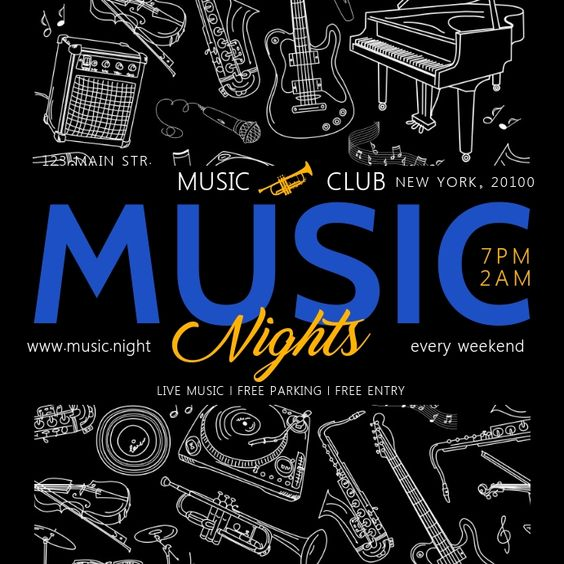 123 MAIN STR.
MUSIC CLUB
NEW YORK, 20100
MUSIC
7PM
2AM
Nights
www.music.night
every weekend
LIVE MUSIC | FREE PARKING | FREE ENTRY